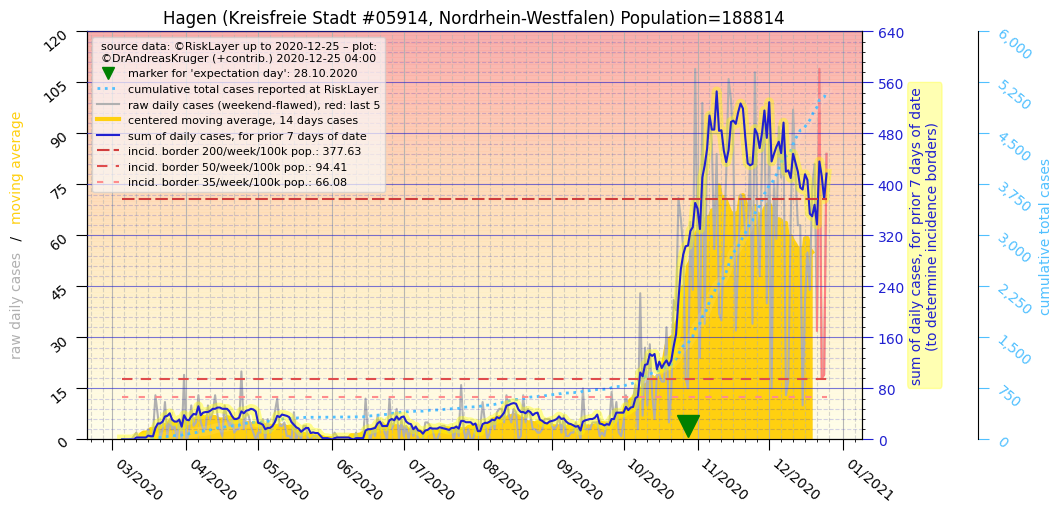 Hagen (Kreisfreie Stadt #05914, Nordrhein-Westfalen) Population=188814
source data: ©RiskLayer up to 2020-12-25 – plot:
©DrAndreasKruger (+contrib.) 2020-12-25 04:00
marker for 'expectation day': 28.10.2020
cumulative total cases reported at RiskLayer
raw daily cases (weekend-flawed), red: last 5
centered moving average, 14 days cases
sum of daily cases, for prior 7 days of date
incid. border 200/week/100k pop.: 377.63
incid. border 50/week/100k pop.: 94.41
incid. border 35/week/100k pop.: 66.08
raw daily cases / moving average
120
105
90
75
60
45
30
15
0
640
560
480
400
320
240
160
80
0
sum of daily cases, for prior 7 days of date
(to determine incidence borders)
6,000
5,250
4,500
3,750
3,000
2,250
1,500
750
0
cumulative total cases
03/2020
04/2020
05/2020
06/2020
07/2020
08/2020
09/2020
10/2020
11/2020
12/2020
01/2021